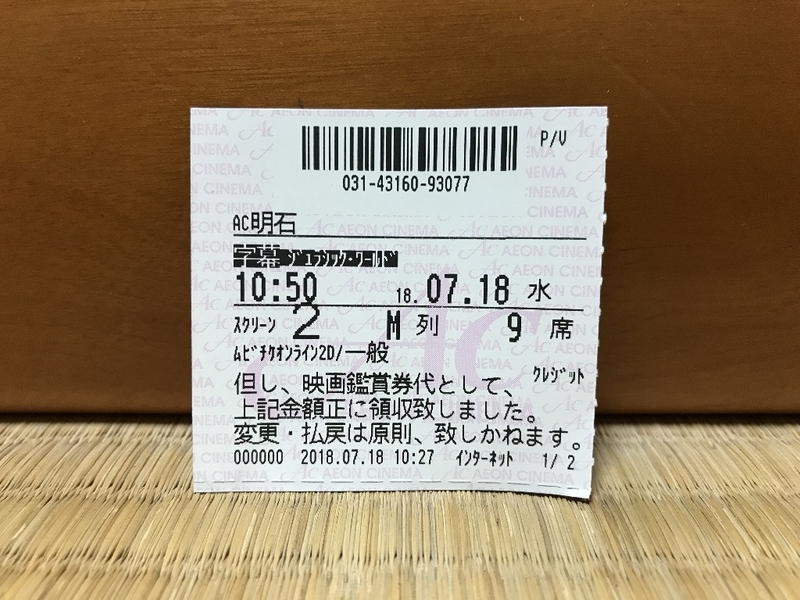 P/V
031-43160-93077
AC明石
字幕 ｼﾞｭﾗｼｯｸ･ﾜｰﾙﾄﾞ
10:50 18.07.18 水
ｽｸﾘｰﾝ 2 M 列 9 席
ﾑﾋﾞﾁｹｵﾝﾗｲﾝ2D/一般
ｸﾚｼﾞｯﾄ
但し、映画鑑賞券代として、
上記金額正に領収致しました。
変更・払戻は原則、致しかねます。
000000 2018.07.18 10:27 ｲﾝﾀｰﾈｯﾄ 1/ 2
AC AEON CINEMA